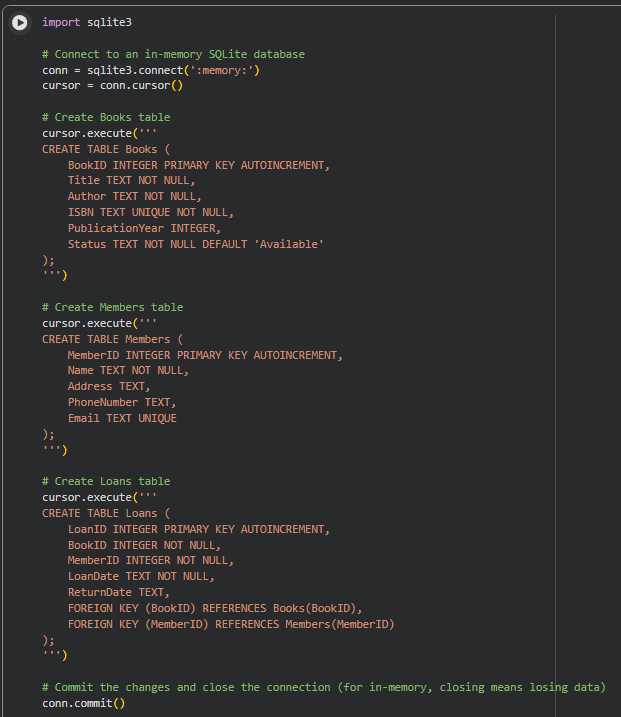 import sqlite3

# Connect to an in-memory SQLite database
conn = sqlite3.connect(':memory:')
cursor = conn.cursor()

# Create Books table
cursor.execute('''
CREATE TABLE Books (
    BookID INTEGER PRIMARY KEY AUTOINCREMENT,
    Title TEXT NOT NULL,
    Author TEXT NOT NULL,
    ISBN TEXT UNIQUE NOT NULL,
    PublicationYear INTEGER,
    Status TEXT NOT NULL DEFAULT 'Available'
);
''')

# Create Members table
cursor.execute('''
CREATE TABLE Members (
    MemberID INTEGER PRIMARY KEY AUTOINCREMENT,
    Name TEXT NOT NULL,
    Address TEXT,
    PhoneNumber TEXT,
    Email TEXT UNIQUE
);
''')

# Create Loans table
cursor.execute('''
CREATE TABLE Loans (
    LoanID INTEGER PRIMARY KEY AUTOINCREMENT,
    BookID INTEGER NOT NULL,
    MemberID INTEGER NOT NULL,
    LoanDate TEXT NOT NULL,
    ReturnDate TEXT,
    FOREIGN KEY (BookID) REFERENCES Books(BookID),
    FOREIGN KEY (MemberID) REFERENCES Members(MemberID)
);
''')

# Commit the changes and close the connection (for in-memory, closing means losing data)
conn.commit()